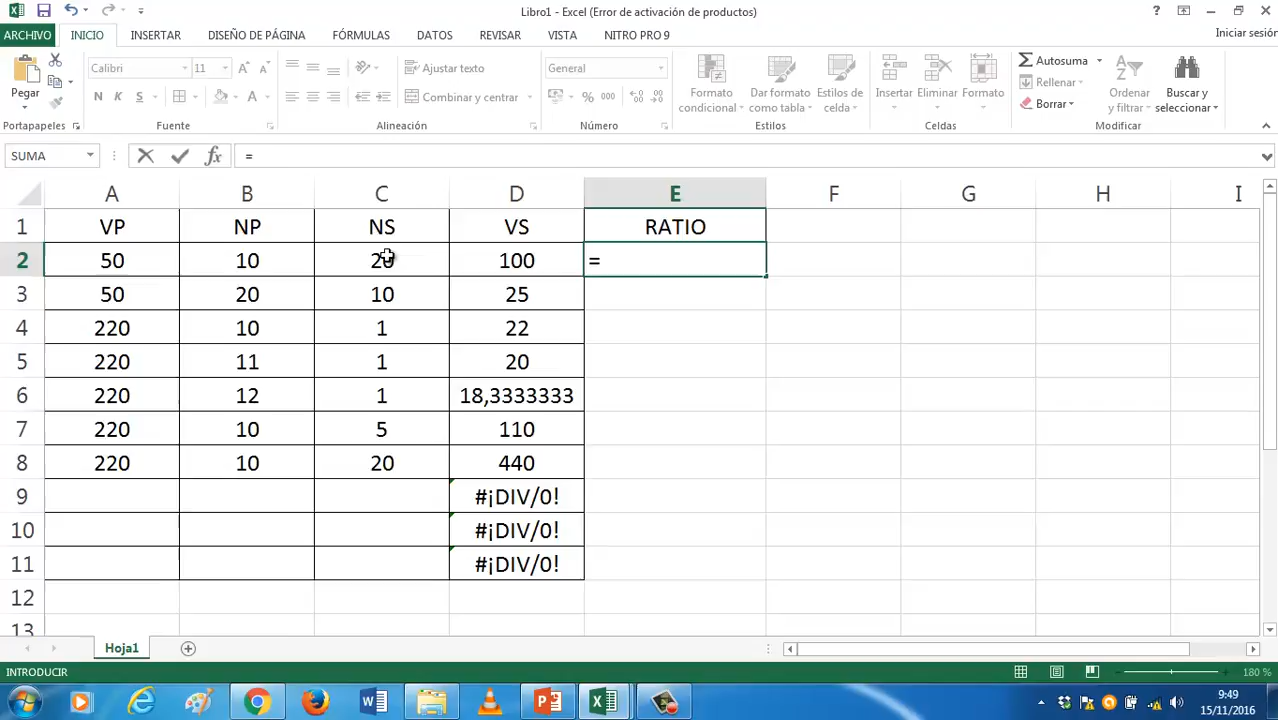 Libro1 - Excel (Error de activación de productos)
ARCHIVO INICIO INSERTAR DISEÑO DE PÁGINA FÓRMULAS DATOS REVISAR VISTA NITRO PRO 9 Iniciar sesión
Pegar Calibri 11 Ajustar texto General Formato condicional Dar formato como tabla Estilos de celda Insertar Eliminar Formato Autosuma Rellenar Borrar Ordenar y filtrar Buscar y seleccionar
N K S A Combinar y centrar % 000
Portapapeles Fuente Alineación Número Estilos Celdas Modificar
SUMA fx =
A B C D E F G H I
1 VP NP NS VS RATIO
2 50 10 20 100 =
3 50 20 10 25
4 220 10 1 22
5 220 11 1 20
6 220 12 1 18,3333333
7 220 10 5 110
8 220 10 20 440
9 #¡DIV/0!
10 #¡DIV/0!
11 #¡DIV/0!
12
13
Hoja1
INTRODUCIR 180 %
9:49
15/11/2016